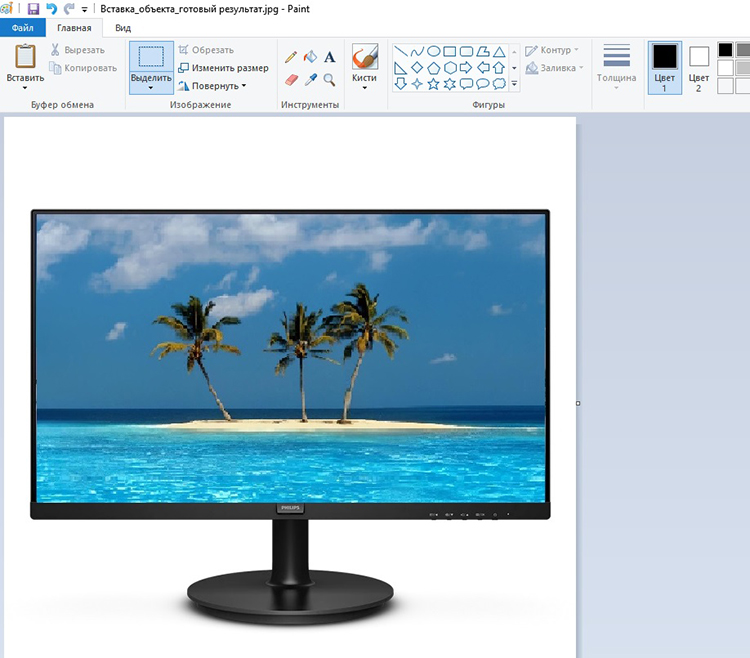 Вставка_объекта_готовый результат.jpg - Paint
Файл Главная Вид
Вставить
Вырезать
Копировать
Буфер обмена
Выделить
Обрезать
Изменить размер
Повернуть
Изображение
A
Инструменты
Кисти
Фигуры
Контур
Заливка
Толщина
Цвет
1
Цвет
2
PHILIPS